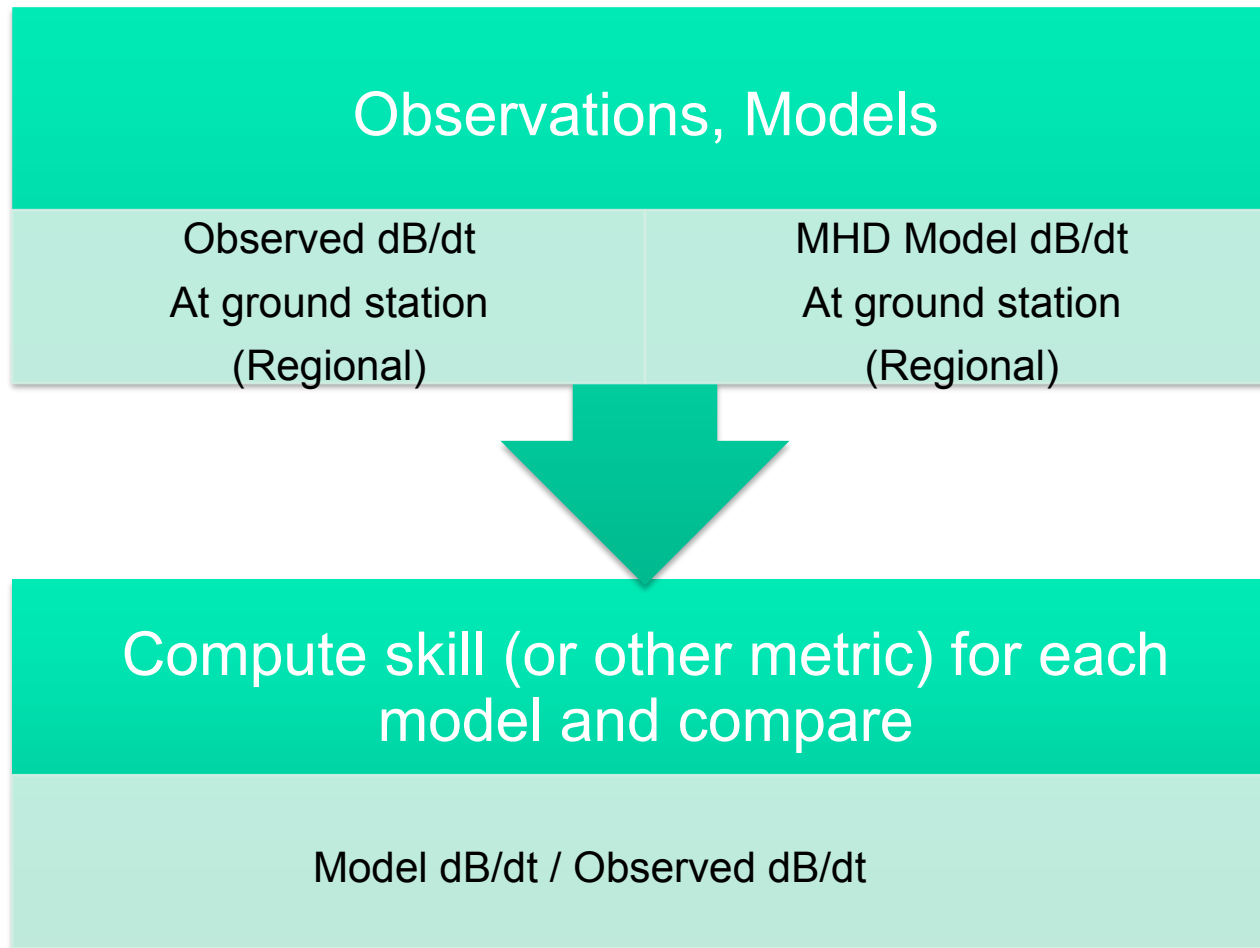 Observations, Models
Observed dB/dt
At ground station
(Regional)
MHD Model dB/dt
At ground station
(Regional)
Compute skill (or other metric) for each
model and compare
Model dB/dt / Observed dB/dt